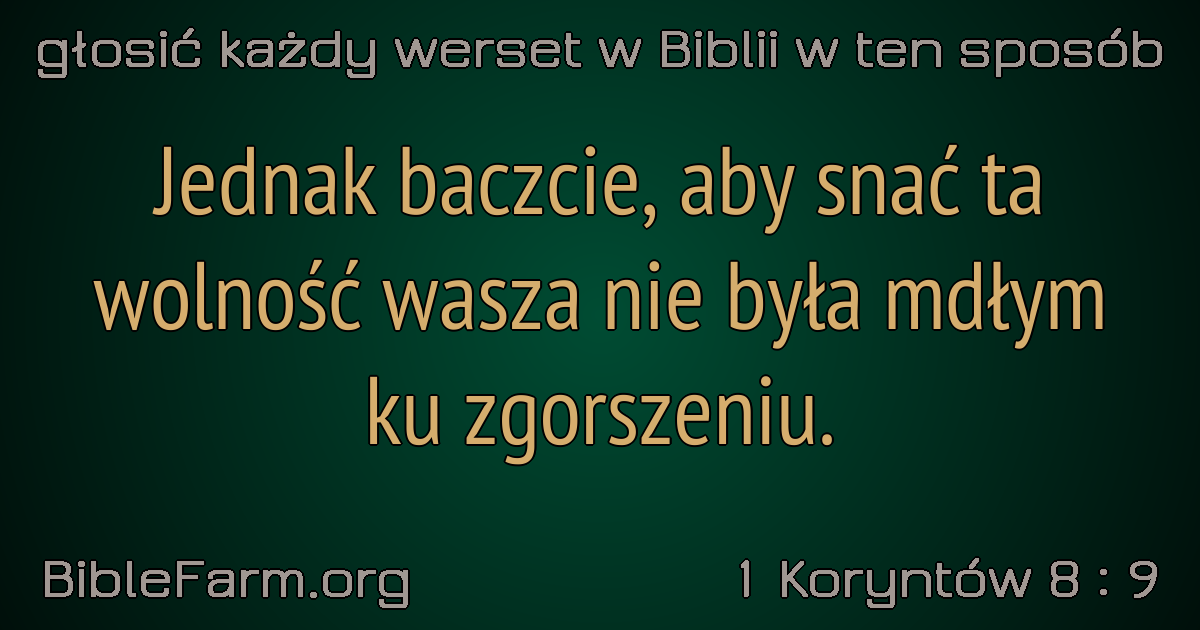 głosić każdy werset w Biblii w ten sposób
Jednak baczcie, aby snać ta
wolność wasza nie była mdłym
ku zgorszeniu.
BibleFarm.org
1 Koryntów 8 : 9